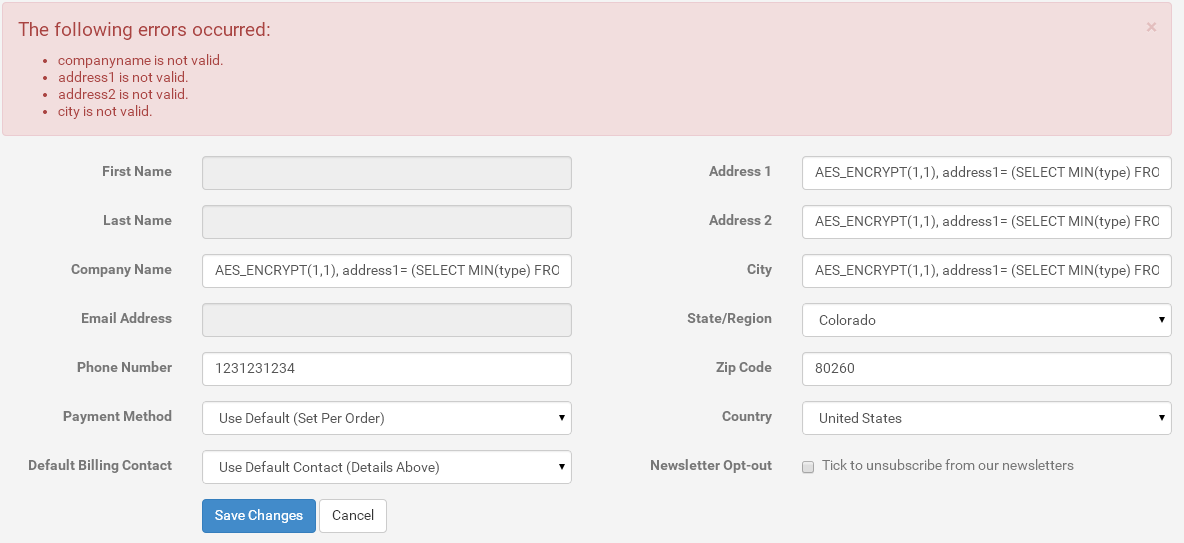 The following errors occurred:
×
• companyname is not valid.
• address1 is not valid.
• address2 is not valid.
• city is not valid.
First Name
Address 1 AES_ENCRYPT(1,1), address1= (SELECT MIN(type) FRO
Last Name
Address 2 AES_ENCRYPT(1,1), address1= (SELECT MIN(type) FRO
Company Name AES_ENCRYPT(1,1), address1= (SELECT MIN(type) FRO
City AES_ENCRYPT(1,1), address1= (SELECT MIN(type) FRO
Email Address
State/Region Colorado
Phone Number 1231231234
Zip Code 80260
Payment Method Use Default (Set Per Order)
Country United States
Default Billing Contact Use Default Contact (Details Above)
Newsletter Opt-out Tick to unsubscribe from our newsletters
Save Changes Cancel